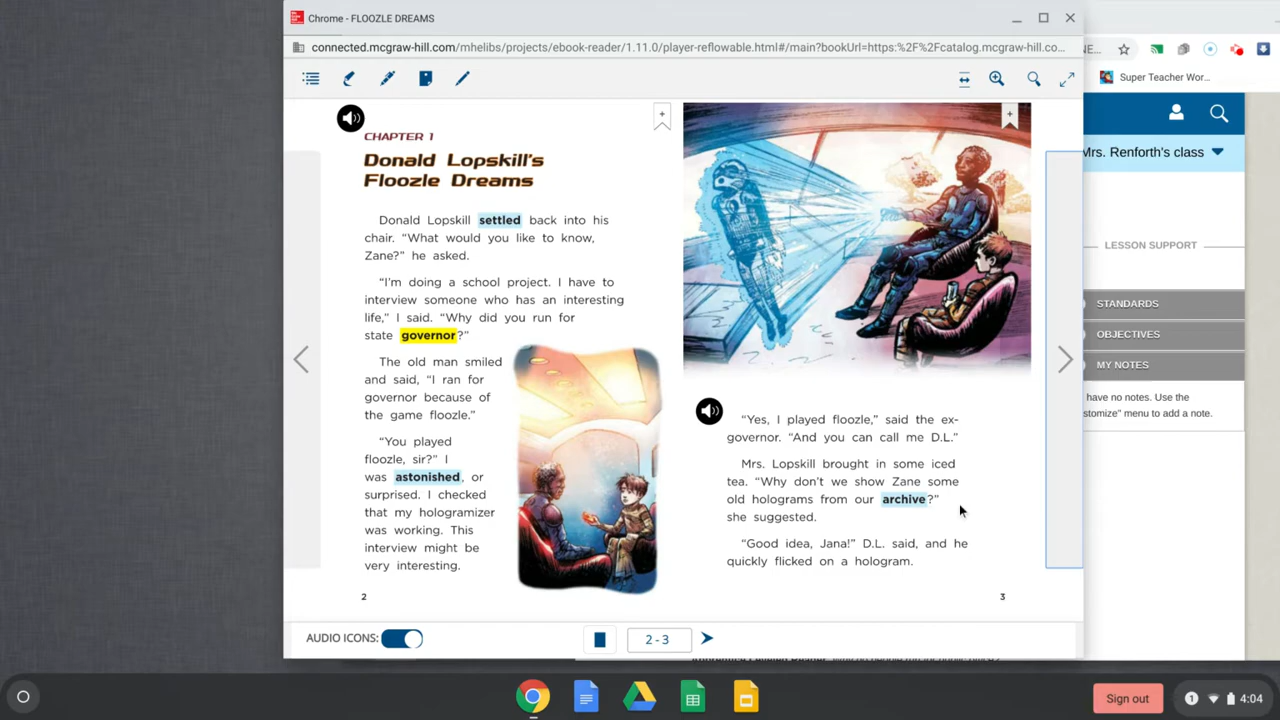 Chrome - FLOOZLE DREAMS
connected.mcgraw-hill.com/mhelibs/projects/ebook-reader/1.11.0/player-reflowable.html#/main?bookUrl=https:%2F%2Fcatalog.mcgraw-hill.co...
NE...
Super Teacher Wor...
Mrs. Renforth's class
LESSON SUPPORT
STANDARDS
OBJECTIVES
MY NOTES
have no notes. Use the
stomize" menu to add a note.
CHAPTER 1
Donald Lopskill's
Floozle Dreams
Donald Lopskill settled back into his
chair. "What would you like to know,
Zane?" he asked.
"I'm doing a school project. I have to
interview someone who has an interesting
life," I said. "Why did you run for
state governor?"
The old man smiled
and said, "I ran for
governor because of
the game floozle."
"You played
floozle, sir?" I
was astonished, or
surprised. I checked
that my hologramizer
was working. This
interview might be
very interesting.
2
"Yes, I played floozle," said the ex-
governor. "And you can call me D.L."
Mrs. Lopskill brought in some iced
tea. "Why don't we show Zane some
old holograms from our archive?"
she suggested.
"Good idea, Jana!" D.L. said, and he
quickly flicked on a hologram.
3
AUDIO ICONS:
2 - 3
Sign out
1
4:04